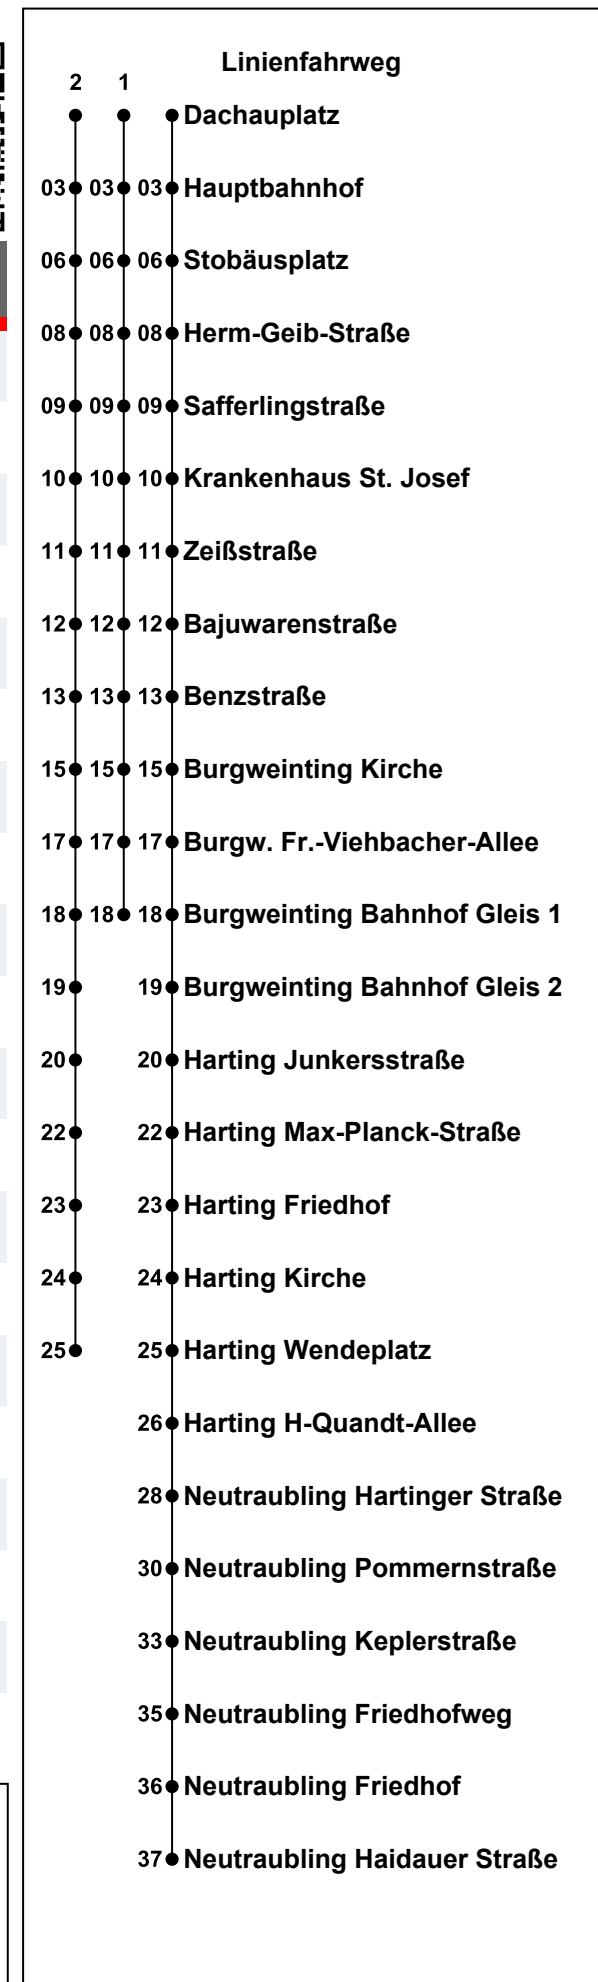 Linienfahrweg
2 1
Dachauplatz
03 03 03 Hauptbahnhof
06 06 06 Stobäusplatz
08 08 08 Herm-Geib-Straße
09 09 09 Safferlingstraße
10 10 10 Krankenhaus St. Josef
11 11 11 Zeißstraße
12 12 12 Bajuwarenstraße
13 13 13 Benzstraße
15 15 15 Burgweinting Kirche
17 17 17 Burgw. Fr.-Viehbacher-Allee
18 18 18 Burgweinting Bahnhof Gleis 1
19 19 Burgweinting Bahnhof Gleis 2
20 20 Harting Junkersstraße
22 22 Harting Max-Planck-Straße
23 23 Harting Friedhof
24 24 Harting Kirche
25 25 Harting Wendeplatz
26 Harting H-Quandt-Allee
28 Neutraubling Hartinger Straße
30 Neutraubling Pommernstraße
33 Neutraubling Keplerstraße
35 Neutraubling Friedhofweg
36 Neutraubling Friedhof
37 Neutraubling Haidauer Straße